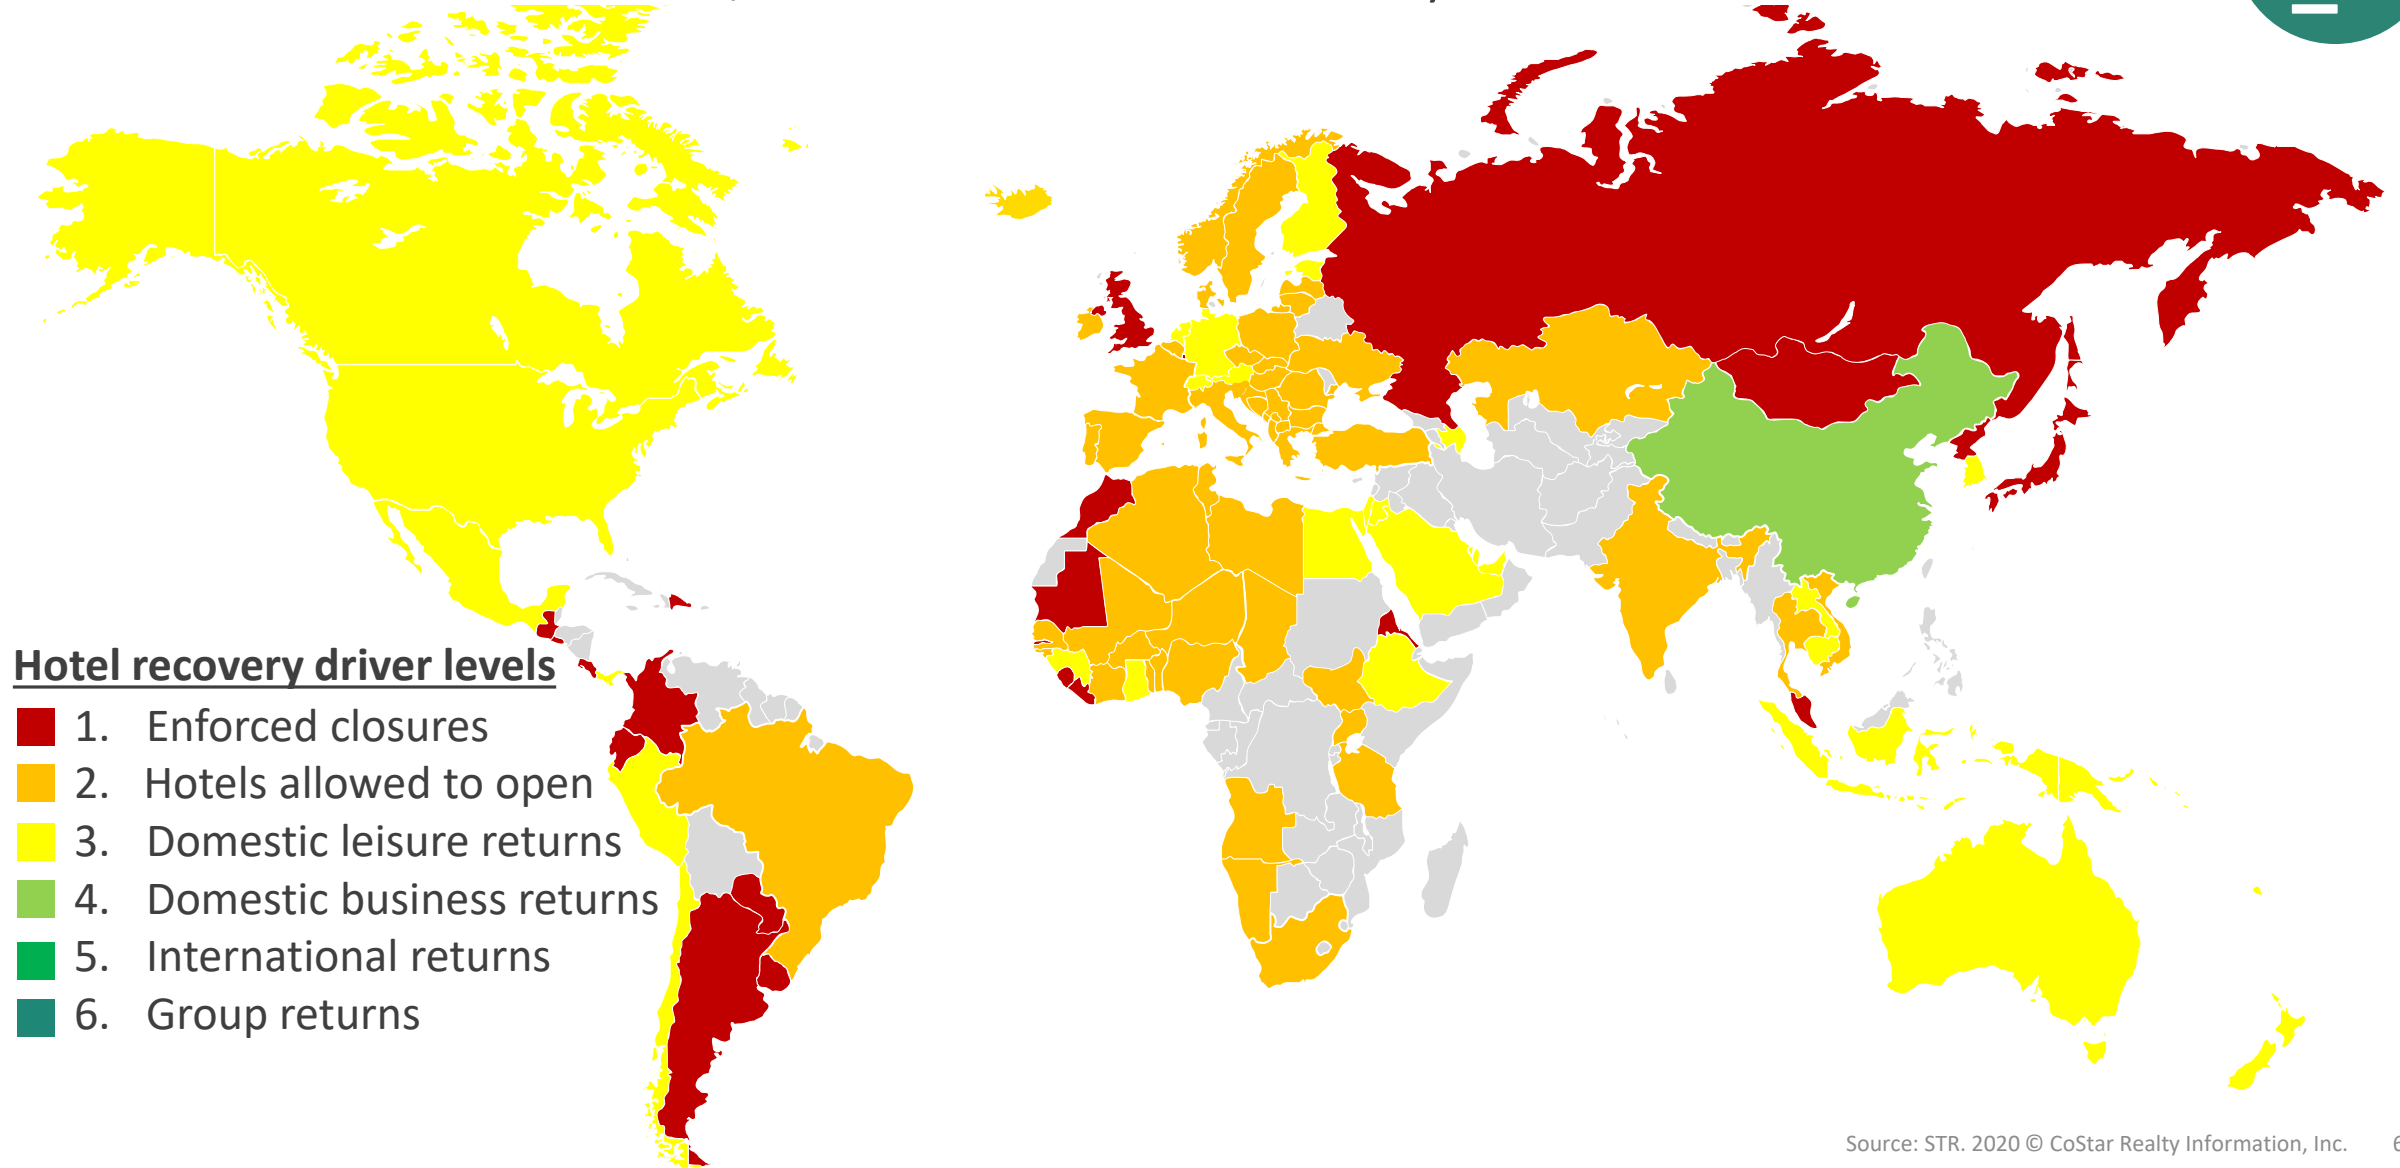 Hotel recovery driver levels
1. Enforced closures
2. Hotels allowed to open
3. Domestic leisure returns
4. Domestic business returns
5. International returns
6. Group returns
Source: STR. 2020 © CoStar Realty Information, Inc.